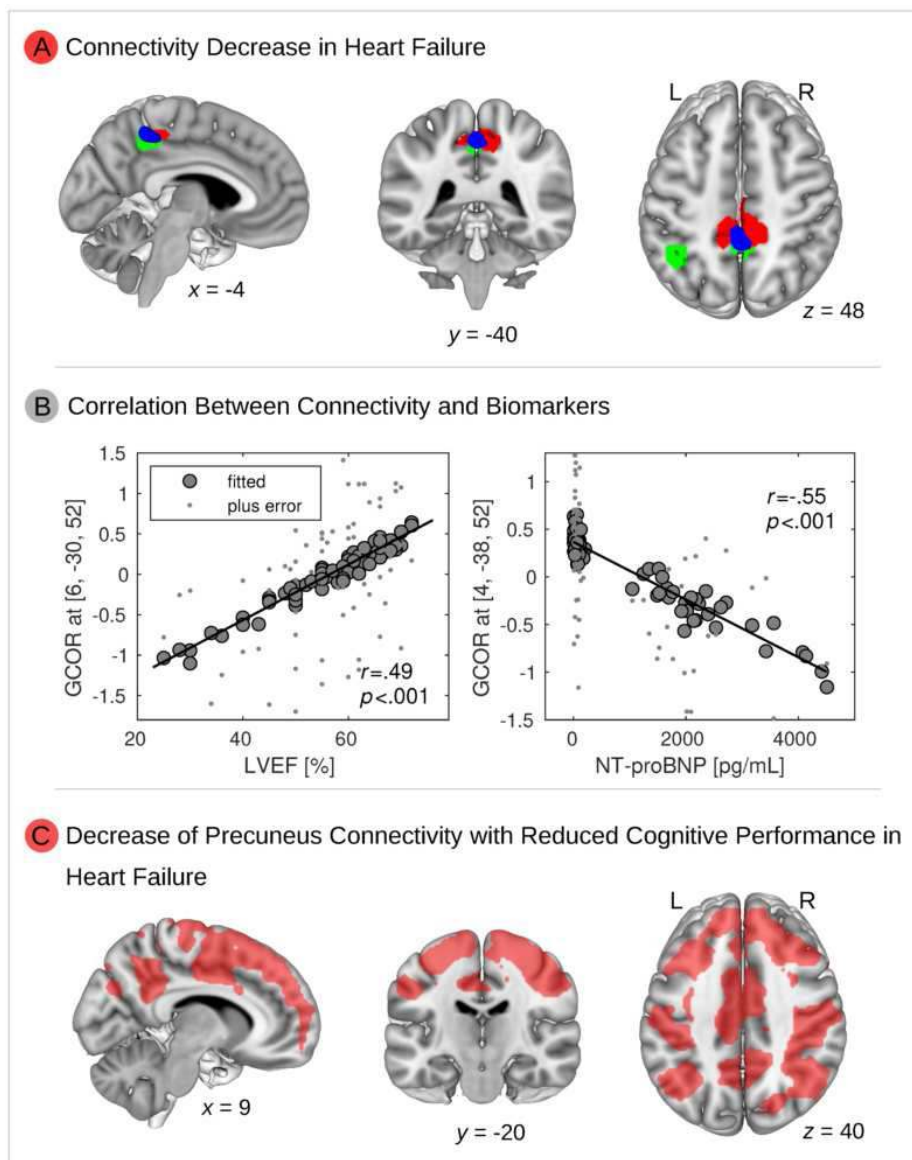 A Connectivity Decrease in Heart Failure
L R
x = -4
y = -40
z = 48
B Correlation Between Connectivity and Biomarkers
GCOR at [6, -30, 52]
1.5
1
0.5
0
-0.5
-1
-1.5
fitted
plus error
r=.49
p<.001
20 40 60
LVEF [%]
GCOR at [4, -38, 52]
1.5
1
0.5
0
-0.5
-1
-1.5
r=-.55
p<.001
0 2000 4000
NT-proBNP [pg/mL]
C Decrease of Precuneus Connectivity with Reduced Cognitive Performance in
Heart Failure
L R
x = 9
y = -20
z = 40